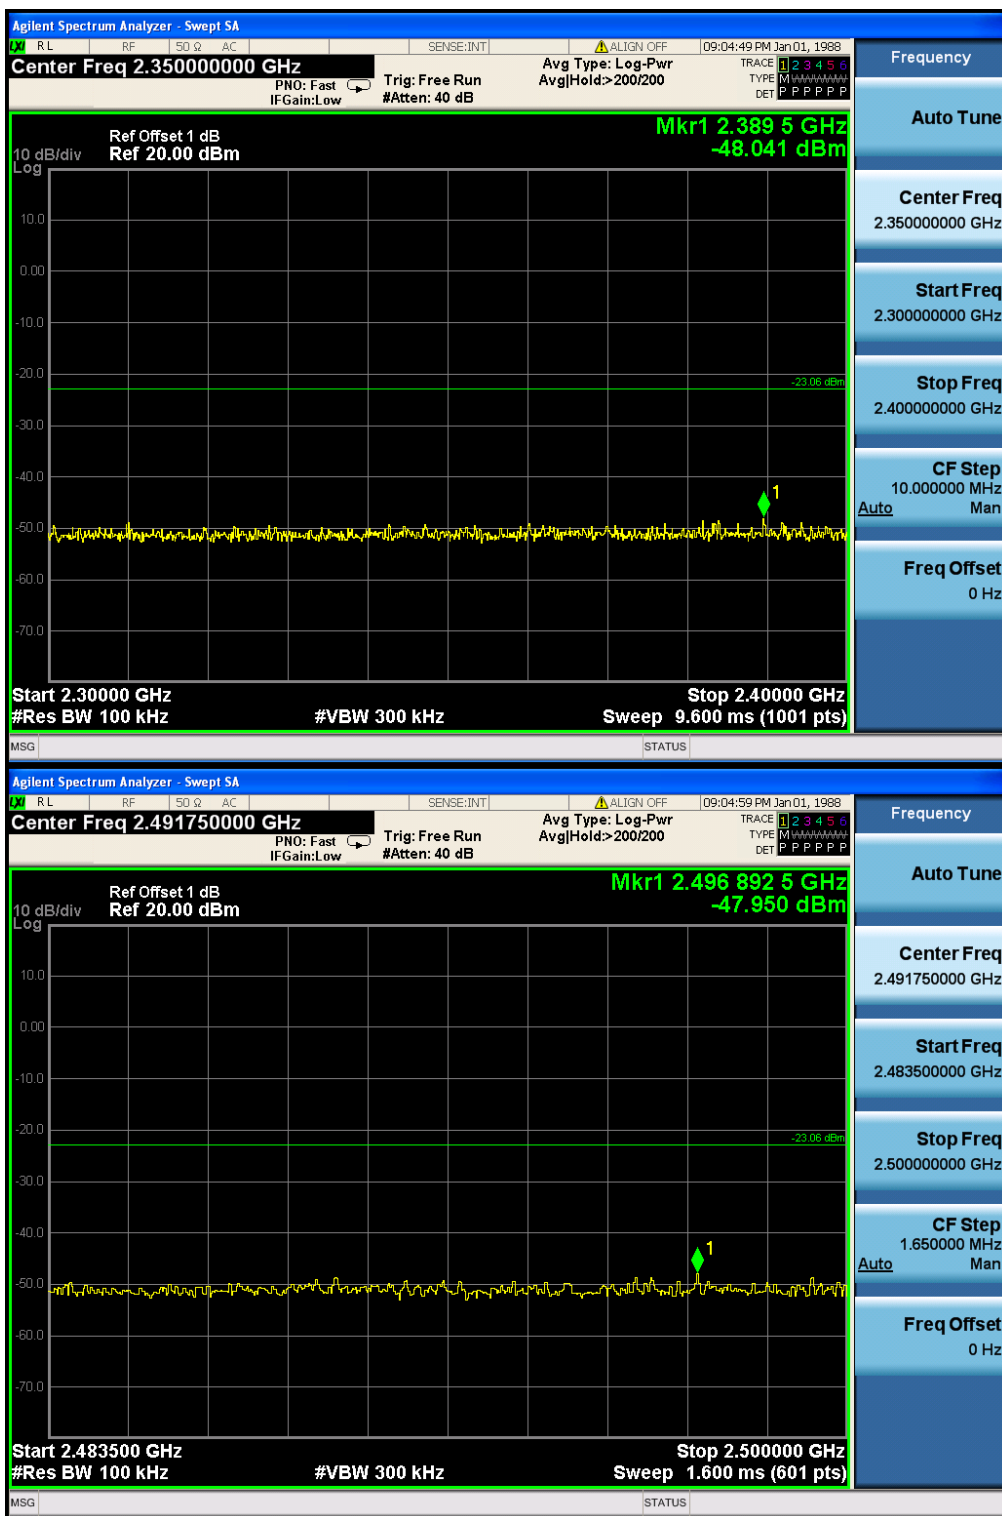 Agilent Spectrum Analyzer - Swept SA
LXI RL RF 50 Ω AC SENSE:INT ALIGN OFF 09:04:49 PM Jan 01, 1988
Center Freq 2.350000000 GHz
PNO: Fast
IFGain:Low
Trig: Free Run
#Atten: 40 dB
Avg Type: Log-Pwr
Avg|Hold:>200/200
TRACE 1 2 3 4 5 6
TYPE M WWWWW
DET P P P P P P
Frequency
Mkr1 2.389 5 GHz
-48.041 dBm
Ref Offset 1 dB
10 dB/div Ref 20.00 dBm
Log
10.0
0.00
-10.0
-20.0
-23.06 dBm
-30.0
-40.0
1
-50.0
-60.0
-70.0
Start 2.30000 GHz Stop 2.40000 GHz
#Res BW 100 kHz #VBW 300 kHz Sweep 9.600 ms (1001 pts)
MSG STATUS
Auto Tune
Center Freq
2.350000000 GHz
Start Freq
2.300000000 GHz
Stop Freq
2.400000000 GHz
CF Step
10.000000 MHz
Auto Man
Freq Offset
0 Hz
Agilent Spectrum Analyzer - Swept SA
LXI RL RF 50 Ω AC SENSE:INT ALIGN OFF 09:04:59 PM Jan 01, 1988
Center Freq 2.491750000 GHz
PNO: Fast
IFGain:Low
Trig: Free Run
#Atten: 40 dB
Avg Type: Log-Pwr
Avg|Hold:>200/200
TRACE 1 2 3 4 5 6
TYPE M WWWWW
DET P P P P P P
Frequency
Mkr1 2.496 892 5 GHz
-47.950 dBm
Ref Offset 1 dB
10 dB/div Ref 20.00 dBm
Log
10.0
0.00
-10.0
-20.0
-23.06 dBm
-30.0
-40.0
1
-50.0
-60.0
-70.0
Start 2.483500 GHz Stop 2.500000 GHz
#Res BW 100 kHz #VBW 300 kHz Sweep 1.600 ms (601 pts)
MSG STATUS
Auto Tune
Center Freq
2.491750000 GHz
Start Freq
2.483500000 GHz
Stop Freq
2.500000000 GHz
CF Step
1.650000 MHz
Auto Man
Freq Offset
0 Hz